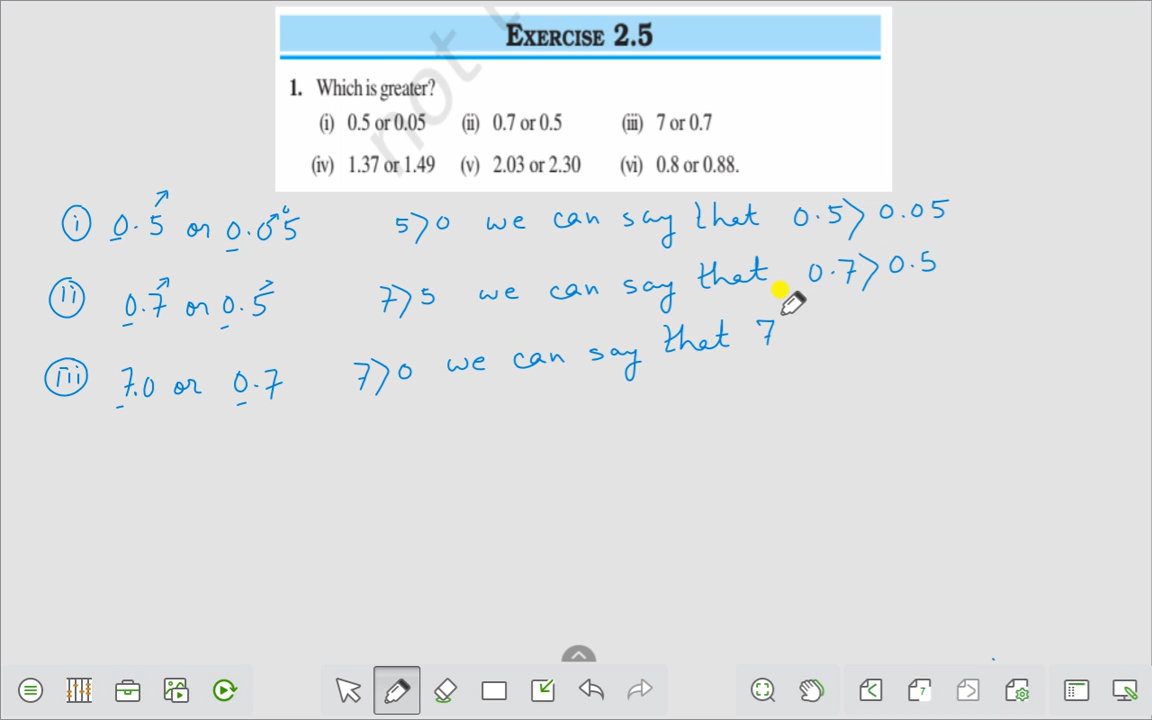 EXERCISE 2.5
1. Which is greater?
(i) 0.5 or 0.05 (ii) 0.7 or 0.5 (iii) 7 or 0.7
(iv) 1.37 or 1.49 (v) 2.03 or 2.30 (vi) 0.8 or 0.88.
not
i 0.5 or 0.05 5>0 we can say that 0.5>0.05
ii 0.7 or 0.5 7>5 we can say that 0.7>0.5
iii 7.0 or 0.7 7>0 we can say that 7
7